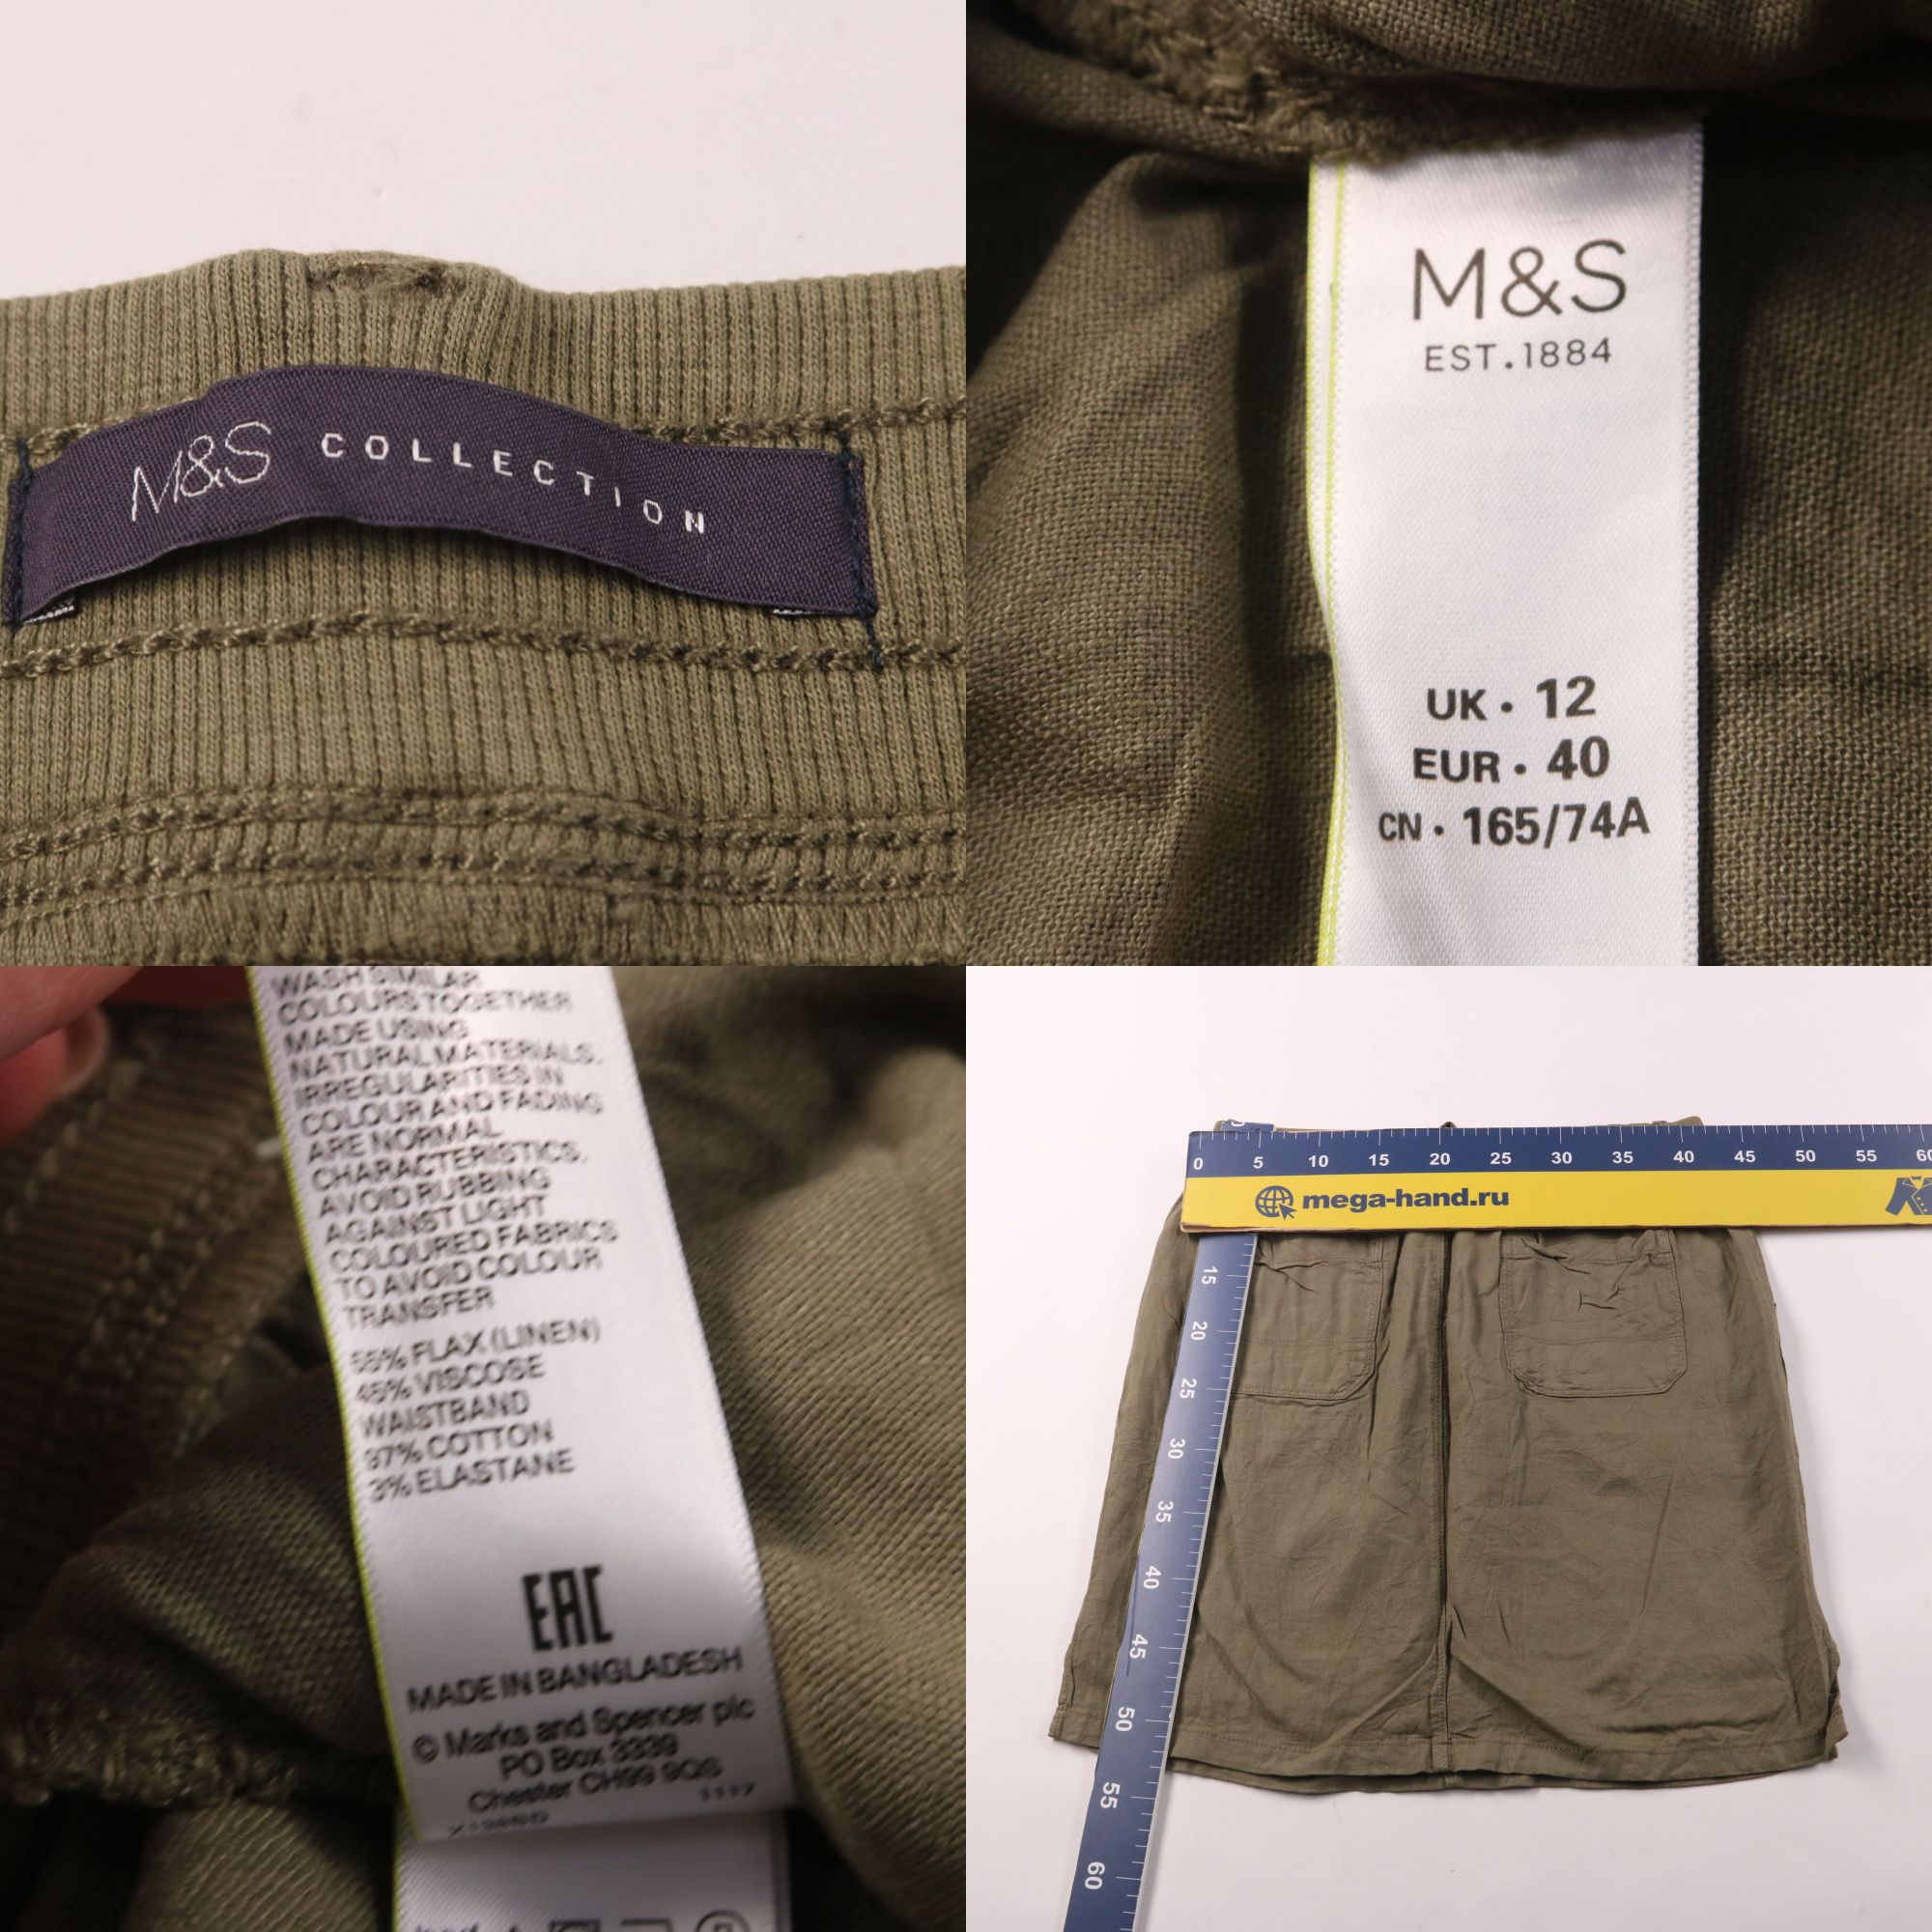 M&S COLLECTION
M&S
EST.1884
UK · 12
EUR · 40
CN · 165/74A
WASH SIMILAR
COLOURS TOGETHER
MADE USING
NATURAL MATERIALS.
IRREGULARITIES IN
COLOUR AND FADING
ARE NORMAL
CHARACTERISTICS.
AVOID RUBBING
AGAINST LIGHT
COLOURED FABRICS
TO AVOID COLOUR
TRANSFER
55% FLAX (LINEN)
45% VISCOSE
WAISTBAND
97% COTTON
3% ELASTANE
EAC
MADE IN BANGLADESH
© Marks and Spencer plc
PO Box 3339
Chester CH99 9QS
0 5 10 15 20 25 30 35 40 45 50 55 60
mega-hand.ru
15
20
25
30
35
40
45
50
55
60